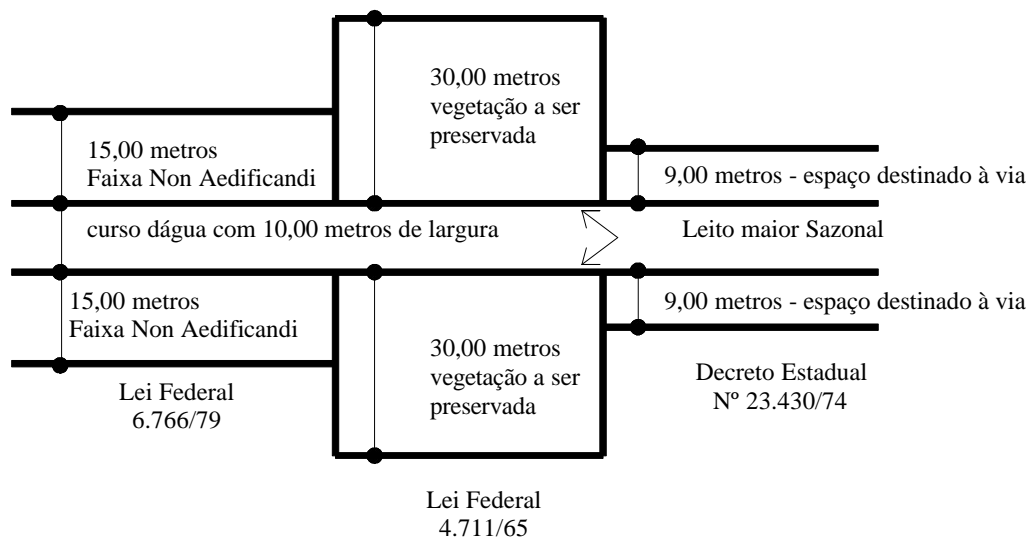 30,00 metros
vegetação a ser
preservada
15,00 metros
Faixa Non Aedificandi
9,00 metros - espaço destinado à via
curso dágua com 10,00 metros de largura
Leito maior Sazonal
15,00 metros
Faixa Non Aedificandi
9,00 metros - espaço destinado à via
30,00 metros
vegetação a ser
preservada
Lei Federal
6.766/79
Decreto Estadual
Nº 23.430/74
Lei Federal
4.711/65